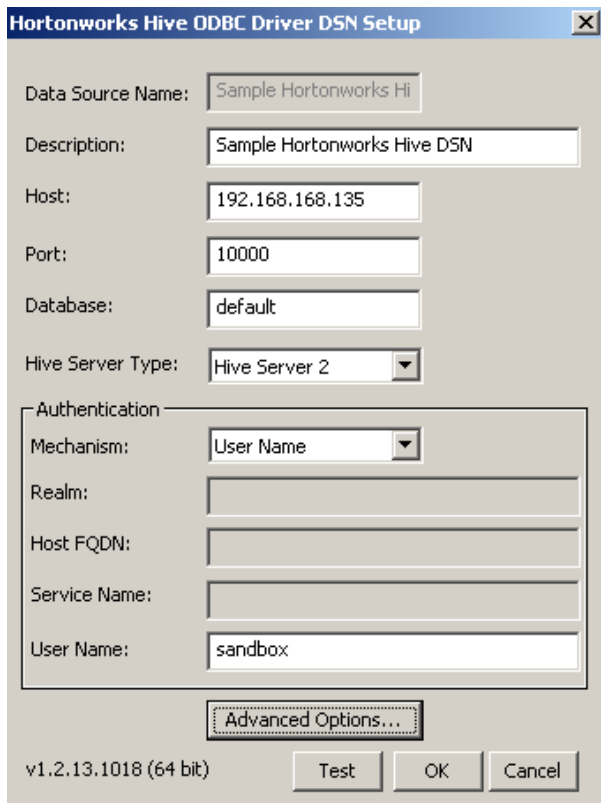 Hortonworks Hive ODBC Driver DSN Setup
Data Source Name: Sample Hortonworks Hi
Description: Sample Hortonworks Hive DSN
Host: 192.168.168.135
Port: 10000
Database: default
Hive Server Type: Hive Server 2
Authentication
Mechanism: User Name
Realm:
Host FQDN:
Service Name:
User Name: sandbox
Advanced Options...
v1.2.13.1018 (64 bit) Test OK Cancel